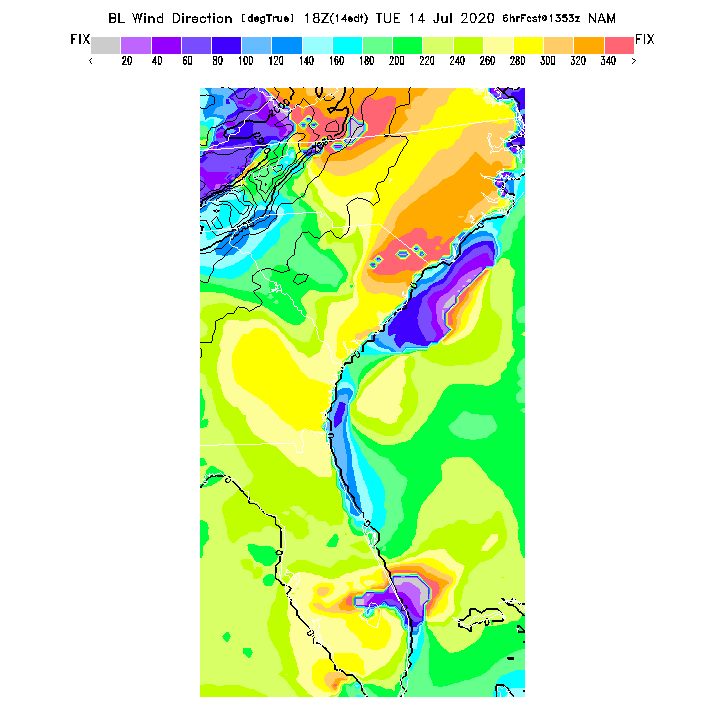 BL Wind Direction [degTrue] 18Z(14edt) TUE 14 Jul 2020 6hrFcst@1353z NAM
FIX FIX
< 20 40 60 80 100 120 140 160 180 200 220 240 260 280 300 320 340 >